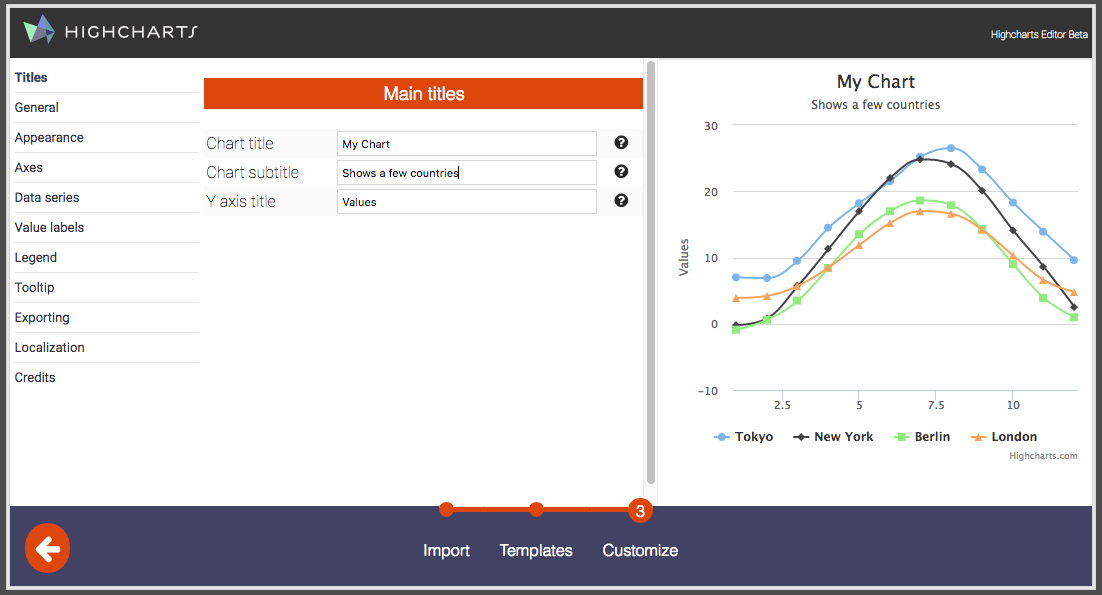 HIGHCHARTS
Highcharts Editor Beta
Titles
General
Appearance
Axes
Data series
Value labels
Legend
Tooltip
Exporting
Localization
Credits
Main titles
Chart title My Chart ?
Chart subtitle Shows a few countries ?
Y axis title Values ?
My Chart
Shows a few countries
Values
30
20
10
0
−10
2.5 5 7.5 10
Tokyo New York Berlin London
Highcharts.com
3
Import Templates Customize